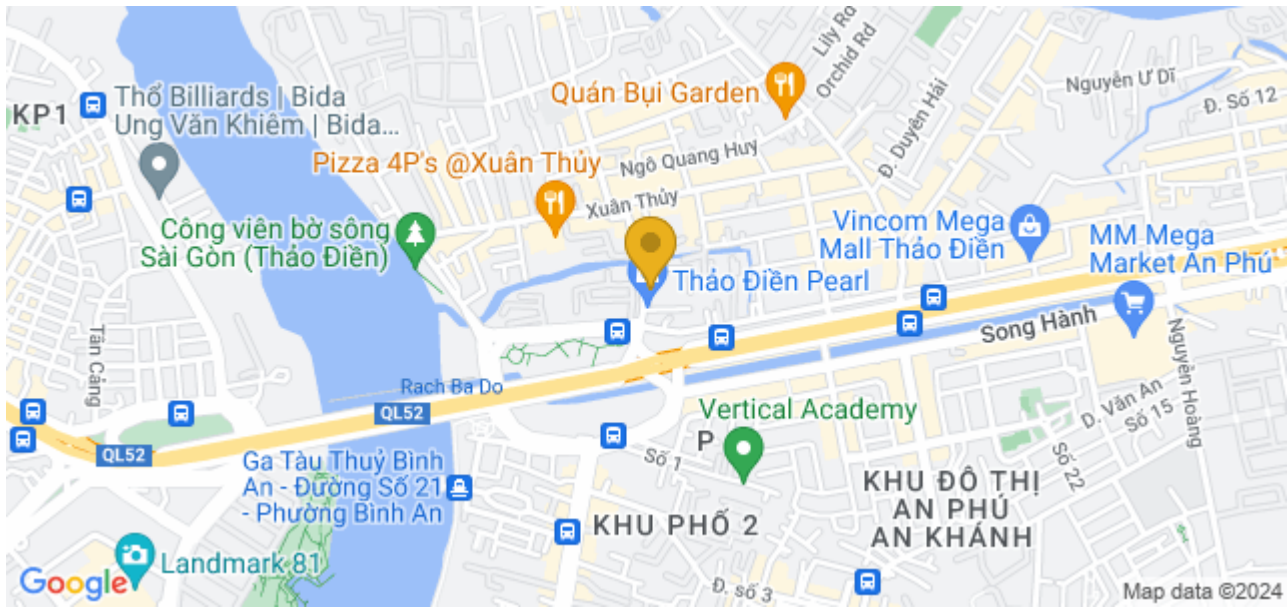 Lily Rd
Orchid Rd
Nguyễn Ư Dĩ
Đ. Số 12
Quán Bụi Garden
KP1
Thổ Billiards | Bida
Ung Văn Khiêm | Bida...
Đ. Duyên Hải
Ngô Quang Huy
Pizza 4P's @Xuân Thủy
Xuân Thủy
Công viên bờ sông
Sài Gòn (Thảo Điền)
Vincom Mega
Mall Thảo Điền
MM Mega
Market An Phú
Thảo Điền Pearl
Song Hành
Tân Cảng
Nguyễn Hoàng
Rach Ba Do
QL52
Vertical Academy
Đ. Văn An
Số 15
Số 22
QL52
Ga Tàu Thuỷ Bình
An - Đường Số 21
- Phường Bình An
Số 1
P
KHU ĐÔ THỊ
AN PHÚ
AN KHÁNH
KHU PHỐ 2
Landmark 81
Đ. số 3
Google
Map data ©2024